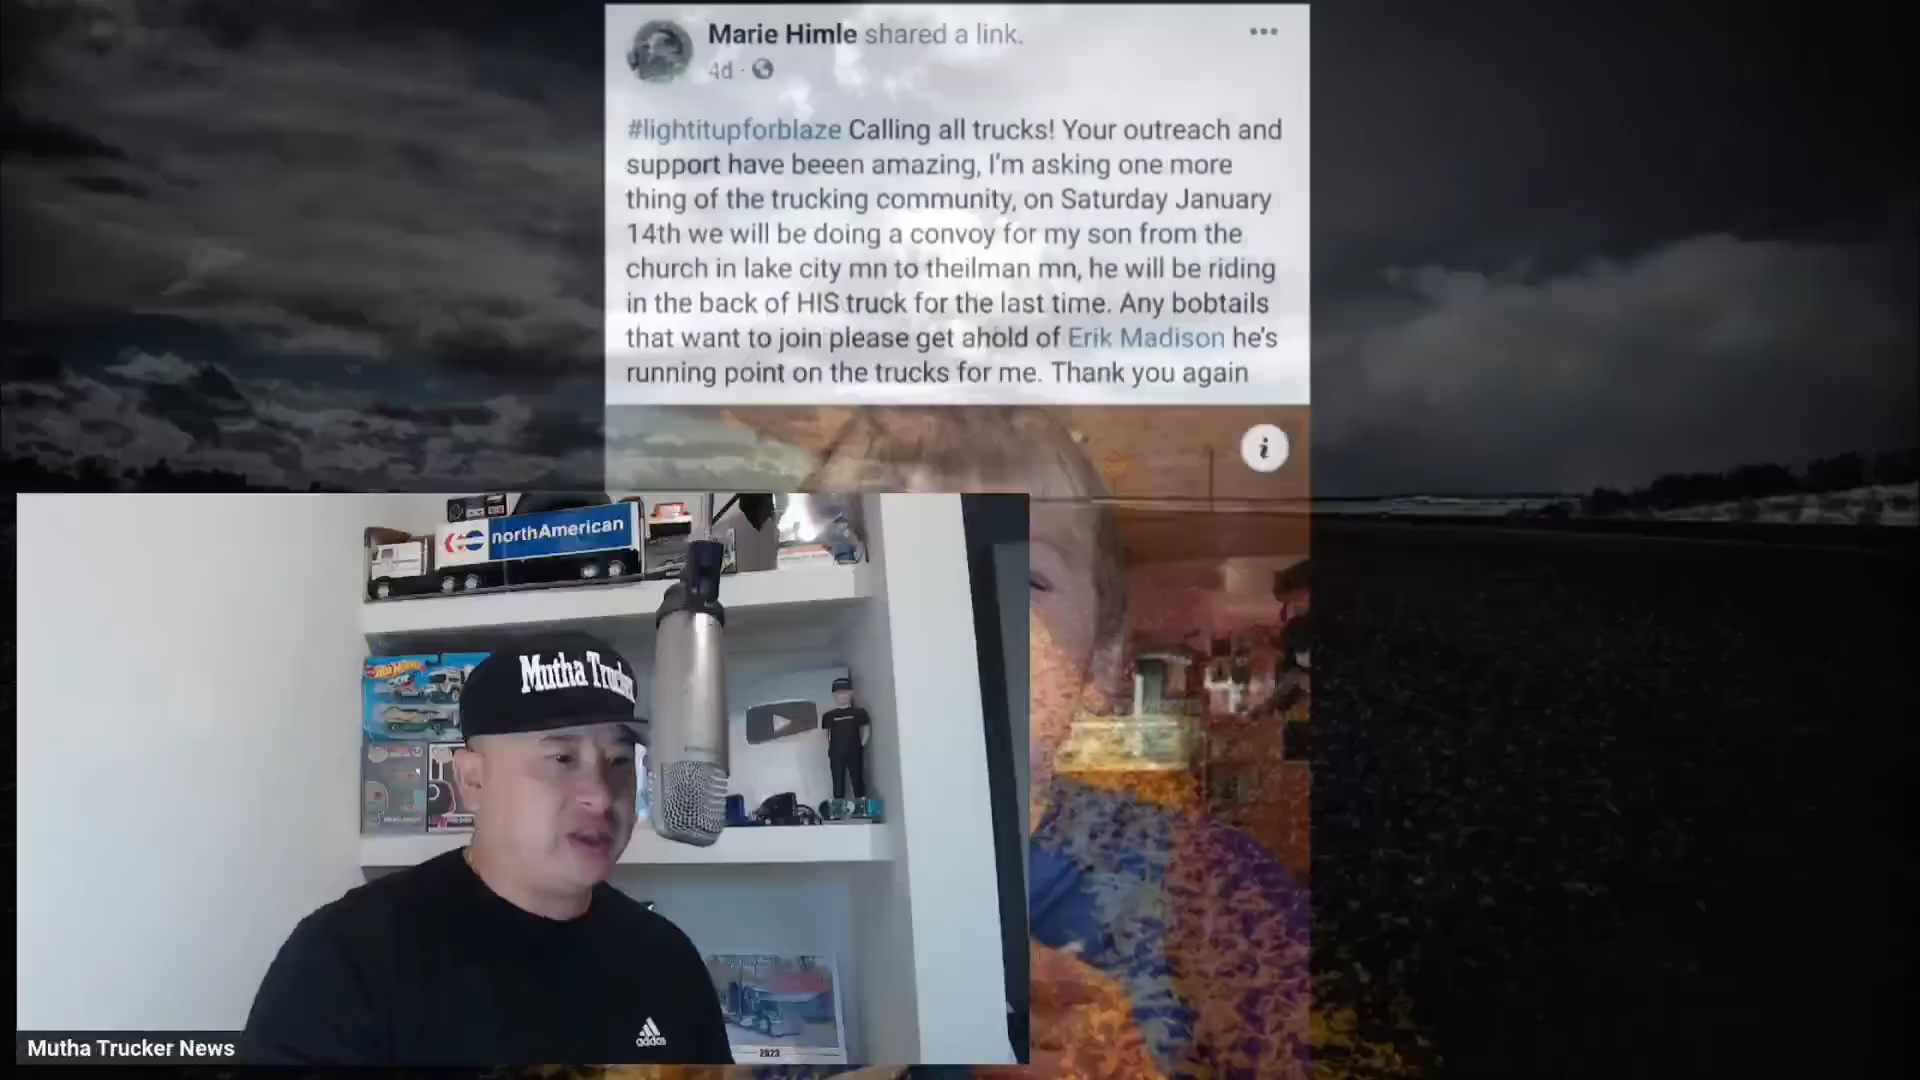 Marie Himle shared a link.
4d ·
#lightitupforblaze Calling all trucks! Your outreach and
support have beeen amazing, I'm asking one more
thing of the trucking community, on Saturday January
14th we will be doing a convoy for my son from the
church in lake city mn to theilman mn, he will be riding
in the back of HIS truck for the last time. Any bobtails
that want to join please get ahold of Erik Madison he's
running point on the trucks for me. Thank you again
i
northAmerican
Hot Wheels
Mutha Trucker
adidas
2023
Mutha Trucker News